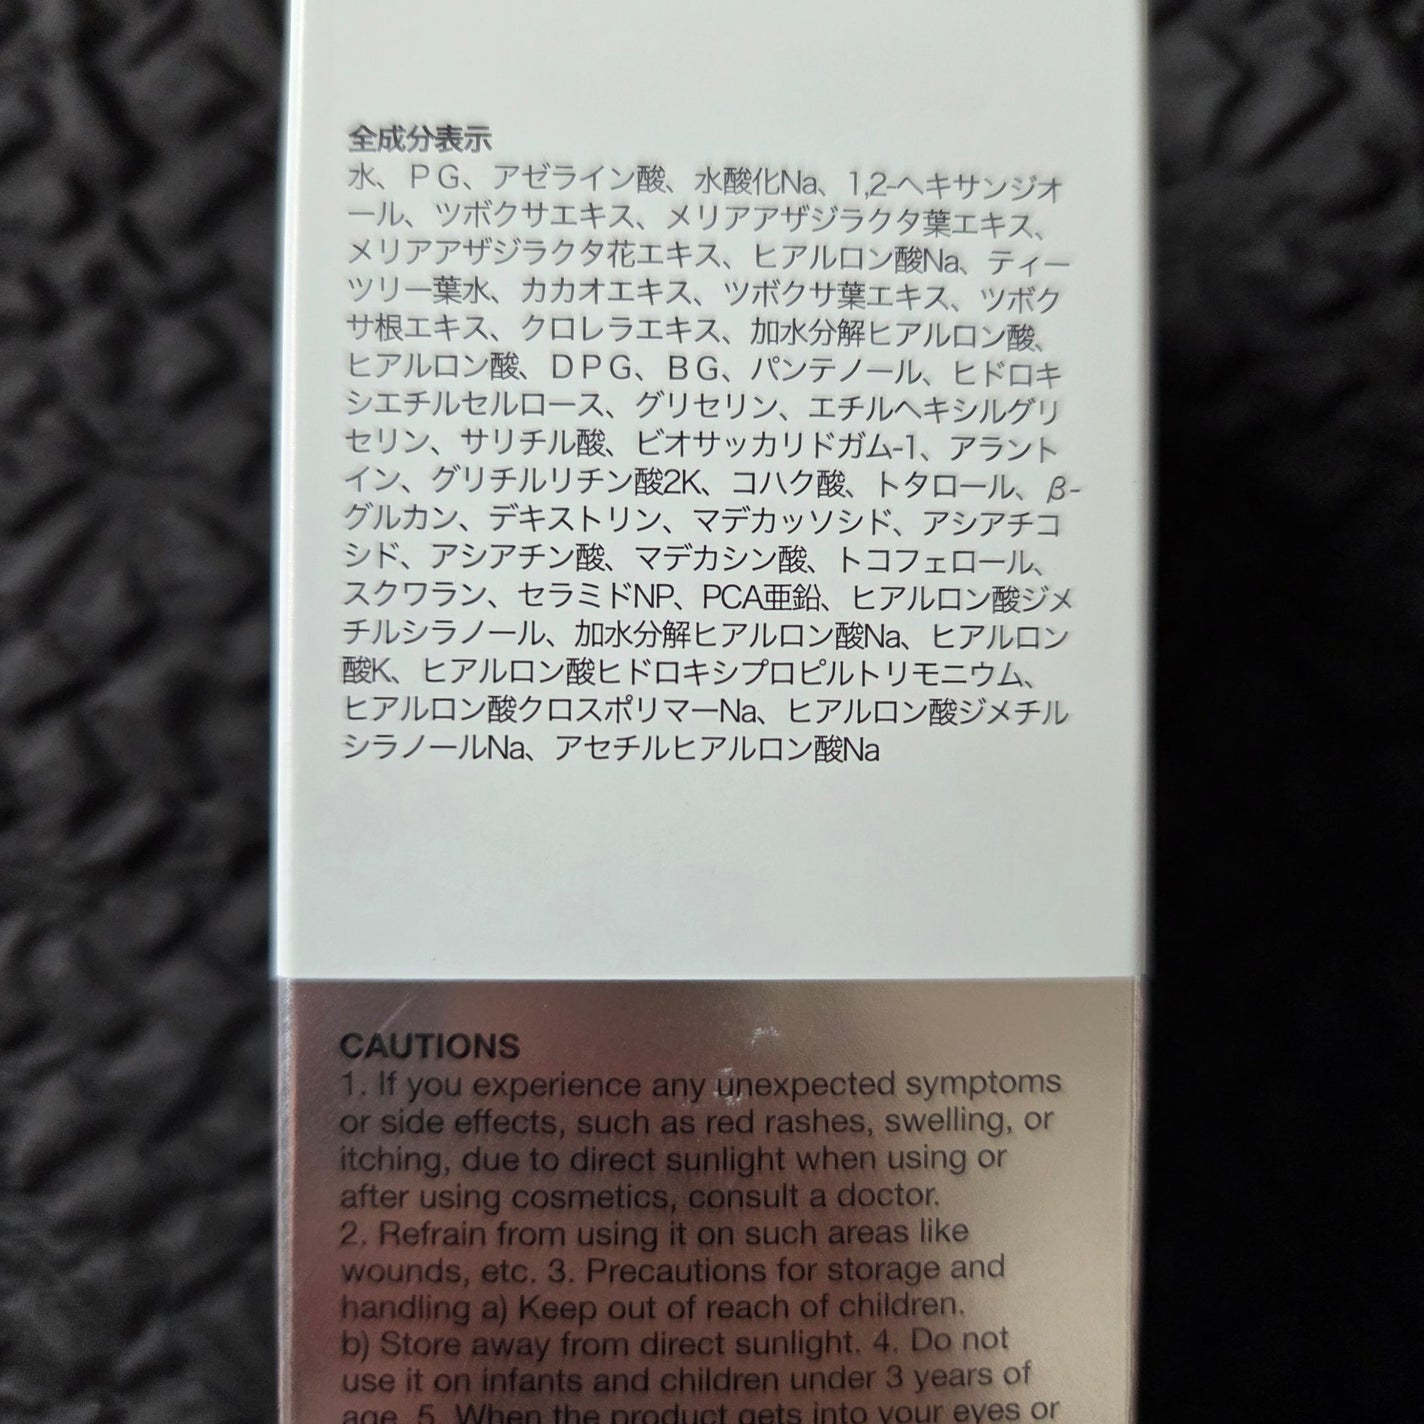 全成分表示
水、ＰＧ、アゼライン酸、水酸化Na、1,2-ヘキサンジオ
ール、ツボクサエキス、メリアアザジラクタ葉エキス、
メリアアザジラクタ花エキス、ヒアルロン酸Na、ティー
ツリー葉水、カカオエキス、ツボクサ葉エキス、ツボク
サ根エキス、クロレラエキス、加水分解ヒアルロン酸、
ヒアルロン酸、ＤＰＧ、ＢＧ、パンテノール、ヒドロキ
シエチルセルロース、グリセリン、エチルヘキシルグリ
セリン、サリチル酸、ビオサッカリドガム-1、アラント
イン、グリチルリチン酸2K、コハク酸、トタロール、β-
グルカン、デキストリン、マデカッソシド、アシアチコ
シド、アシアチン酸、マデカシン酸、トコフェロール、
スクワラン、セラミドNP、PCA亜鉛、ヒアルロン酸ジメ
チルシラノール、加水分解ヒアルロン酸Na、ヒアルロン
酸K、ヒアルロン酸ヒドロキシプロピルトリモニウム、
ヒアルロン酸クロスポリマーNa、ヒアルロン酸ジメチル
シラノールNa、アセチルヒアルロン酸Na
CAUTIONS
1. If you experience any unexpected symptoms
or side effects, such as red rashes, swelling, or
itching, due to direct sunlight when using or
after using cosmetics, consult a doctor.
2. Refrain from using it on such areas like
wounds, etc. 3. Precautions for storage and
handling a) Keep out of reach of children.
b) Store away from direct sunlight. 4. Do not
use it on infants and children under 3 years of
age. 5. When the product gets into your eyes or